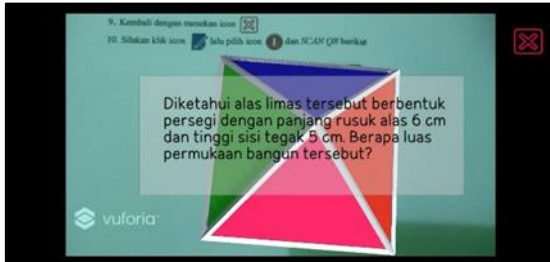 9. Kembali dengan menekan icon
10. Silakan klik icon lalu pilih icon dan SCAN QR berikut
Diketahui alas limas tersebut berbentuk
persegi dengan panjang rusuk alas 6 cm
dan tinggi sisi tegak 5 cm. Berapa luas
permukaan bangun tersebut?
vuforia